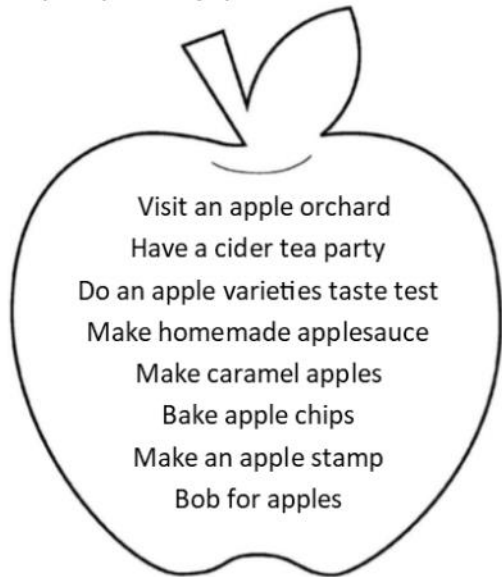 Visit an apple orchard
Have a cider tea party
Do an apple varieties taste test
Make homemade applesauce
Make caramel apples
Bake apple chips
Make an apple stamp
Bob for apples